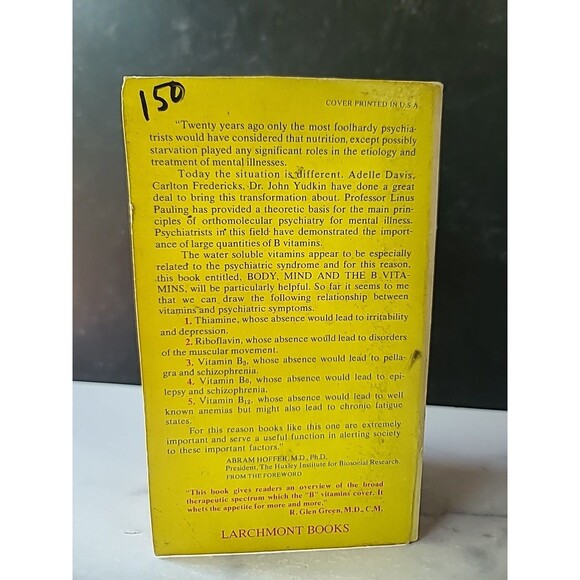 150
COVER PRINTED IN U.S.A.
"Twenty years ago only the most foolhardy psychia-
trists would have considered that nutrition, except possibly
starvation played any significant roles in the etiology and
treatment of mental illnesses.
Today the situation is different. Adelle Davis,
Carlton Fredericks, Dr. John Yudkin have done a great
deal to bring this transformation about. Professor Linus
Pauling has provided a theoretic basis for the main prin-
ciples of orthomolecular psychiatry for mental illness.
Psychiatrists in this field have demonstrated the import-
ance of large quantities of B vitamins.
The water soluble vitamins appear to be especially
related to the psychiatric syndrome and for this reason,
this book entitled, BODY, MIND AND THE B VITA-
MINS, will be particularly helpful. So far it seems to
me that we can draw the following relationship between
vitamins and psychiatric symptoms.
1. Thiamine, whose absence would lead to irritability
and depression.
2. Riboflavin, whose absence would lead to disorders
of the muscular movement.
3. Vitamin B₃, whose absence would lead to pella-
gra and schizophrenia.
4. Vitamin B₆, whose absence would lead to epi-
lepsy and schizophrenia.
5. Vitamin B₁₂, whose absence would lead to well
known anemias but might also lead to chronic fatigue
states.
For this reason books like this one are extremely
important and serve a useful function in alerting society
to these important factors."
ABRAM HOFFER, M.D., Ph.D.
President, The Huxley Institute for Biosocial Research.
FROM THE FOREWORD
"This book gives readers an overview of the broad
therapeutic spectrum which the "B" vitamins cover. It
whets the appetite for more and more."
R. Glen Green, M.D., C.M.
LARCHMONT BOOKS